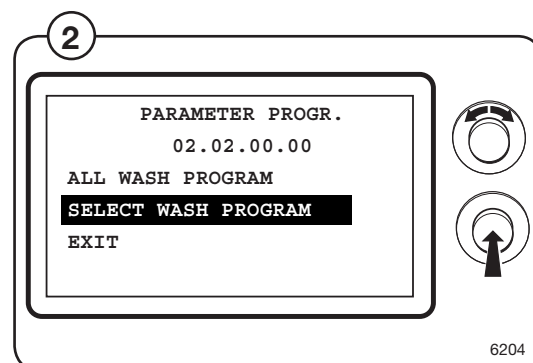 2
PARAMETER PROGR.
02.02.00.00
ALL WASH PROGRAM
SELECT WASH PROGRAM
EXIT
6204